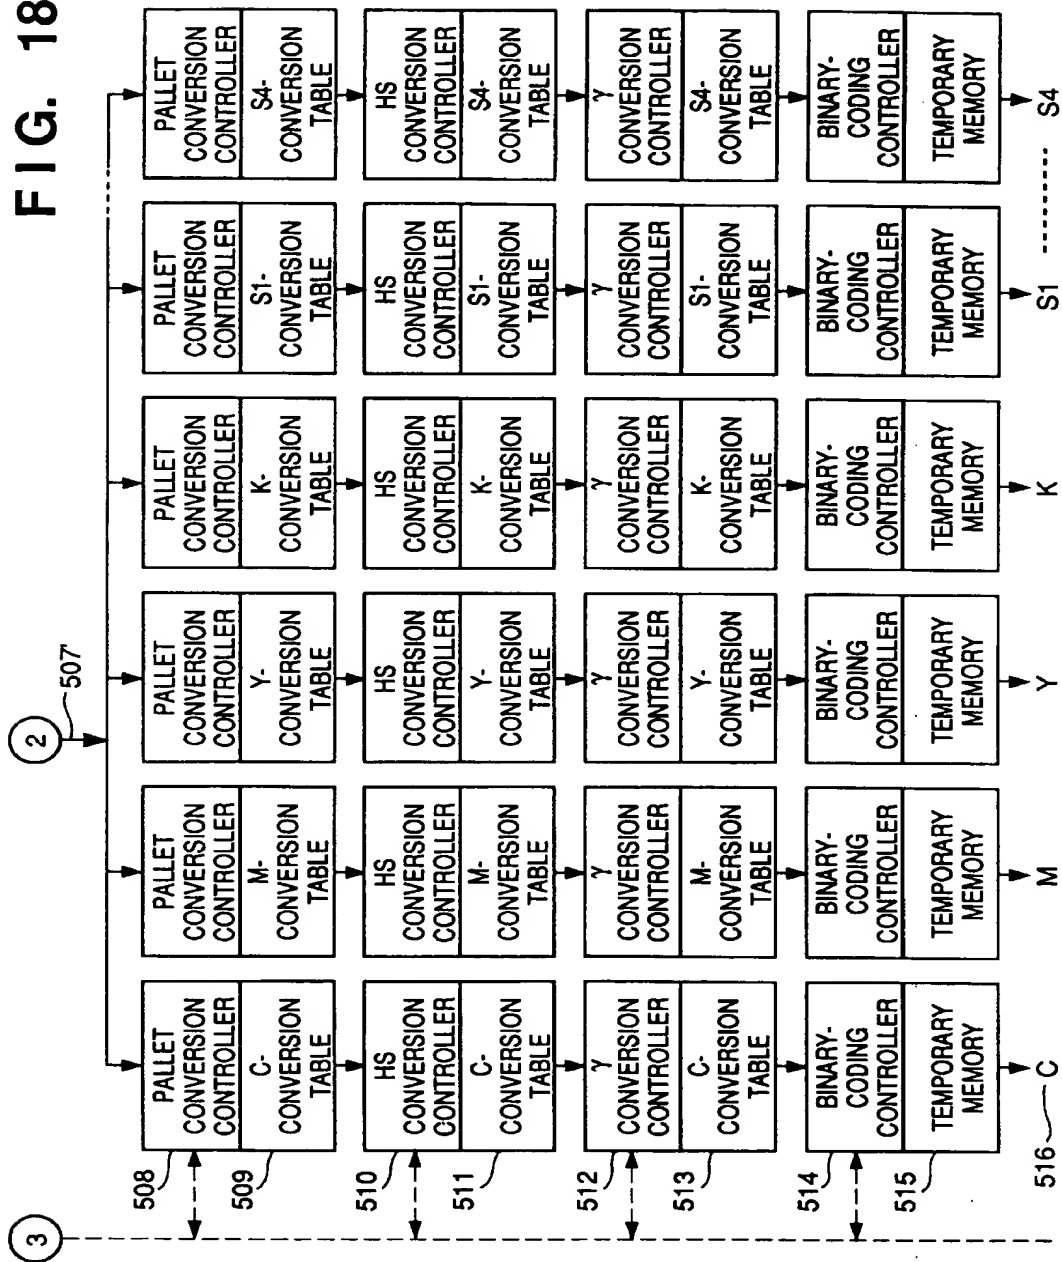 FIG. 18
3
2
507'
PALLET
CONVERSION
CONTROLLER
C-
CONVERSION
TABLE
PALLET
CONVERSION
CONTROLLER
M-
CONVERSION
TABLE
PALLET
CONVERSION
CONTROLLER
Y-
CONVERSION
TABLE
PALLET
CONVERSION
CONTROLLER
K-
CONVERSION
TABLE
PALLET
CONVERSION
CONTROLLER
S1-
CONVERSION
TABLE
PALLET
CONVERSION
CONTROLLER
S4-
CONVERSION
TABLE
508
509
HS
CONVERSION
CONTROLLER
C-
CONVERSION
TABLE
HS
CONVERSION
CONTROLLER
M-
CONVERSION
TABLE
HS
CONVERSION
CONTROLLER
Y-
CONVERSION
TABLE
HS
CONVERSION
CONTROLLER
K-
CONVERSION
TABLE
HS
CONVERSION
CONTROLLER
S1-
CONVERSION
TABLE
HS
CONVERSION
CONTROLLER
S4-
CONVERSION
TABLE
510
511
γ
CONVERSION
CONTROLLER
C-
CONVERSION
TABLE
γ
CONVERSION
CONTROLLER
M-
CONVERSION
TABLE
γ
CONVERSION
CONTROLLER
Y-
CONVERSION
TABLE
γ
CONVERSION
CONTROLLER
K-
CONVERSION
TABLE
γ
CONVERSION
CONTROLLER
S1-
CONVERSION
TABLE
γ
CONVERSION
CONTROLLER
S4-
CONVERSION
TABLE
512
513
BINARY-
CODING
CONTROLLER
TEMPORARY
MEMORY
BINARY-
CODING
CONTROLLER
TEMPORARY
MEMORY
BINARY-
CODING
CONTROLLER
TEMPORARY
MEMORY
BINARY-
CODING
CONTROLLER
TEMPORARY
MEMORY
BINARY-
CODING
CONTROLLER
TEMPORARY
MEMORY
BINARY-
CODING
CONTROLLER
TEMPORARY
MEMORY
514
515
516
C
M
Y
K
S1
S4